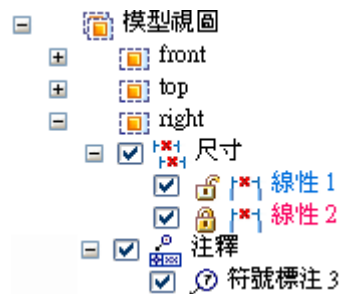 模型視圖
front
top
right
尺寸
線性 1
線性 2
注釋
符號標注 3